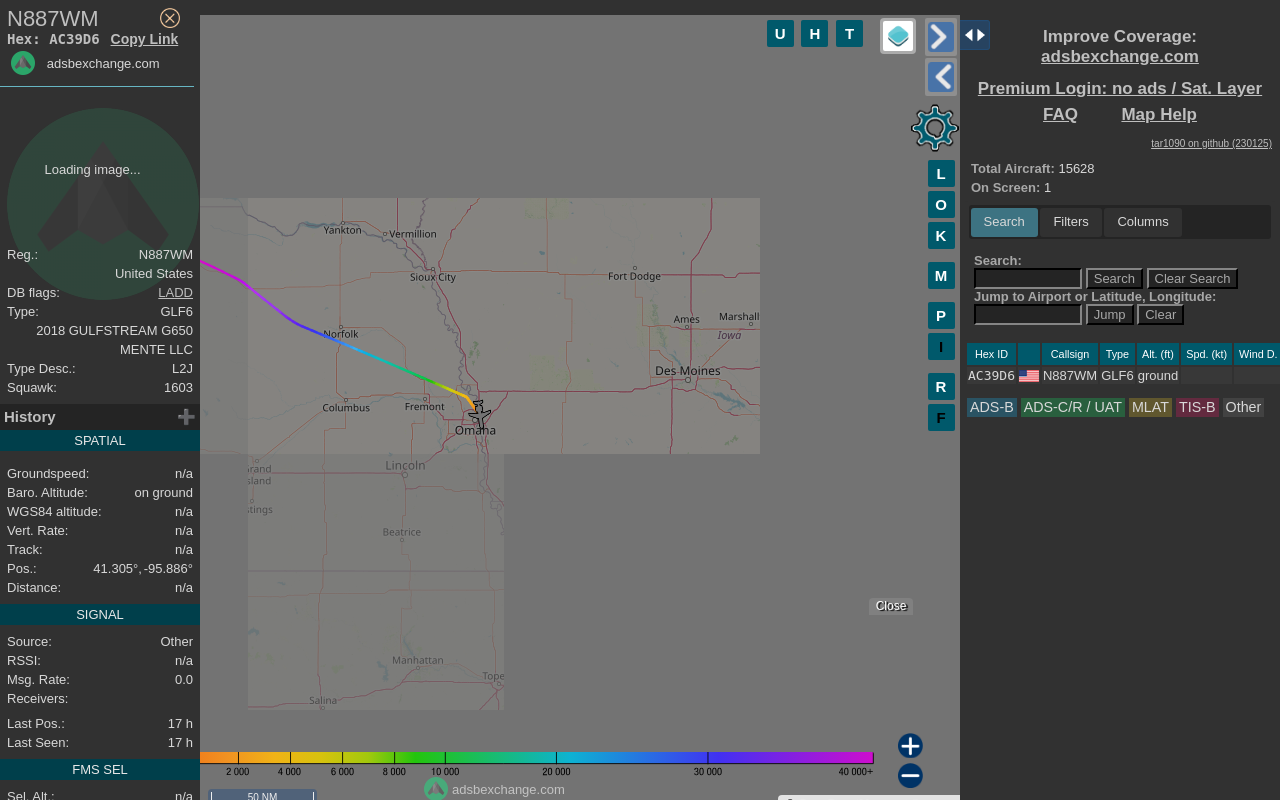 N887WM
Hex: AC39D6 Copy Link
adsbexchange.com
Loading image...
Reg.: N887WM
United States
DB flags: LADD
Type: GLF6
2018 GULFSTREAM G650
MENTE LLC
Type Desc.: L2J
Squawk: 1603
History
SPATIAL
Groundspeed: n/a
Baro. Altitude: on ground
WGS84 altitude: n/a
Vert. Rate: n/a
Track: n/a
Pos.: 41.305°, -95.886°
Distance: n/a
SIGNAL
Source: Other
RSSI: n/a
Msg. Rate: 0.0
Receivers:
Last Pos.: 17 h
Last Seen: 17 h
FMS SEL
Sel. Alt.: n/a
U H T
L
O
K
M
P
I
R
F
Yankton
Vermillion
Sioux City
Fort Dodge
Norfolk
Ames
Marshall
Iowa
Des Moines
Columbus
Fremont
Omaha
Lincoln
rand
sland
stings
Beatrice
Manhattan
Tope
Salina
Close
2 000 4 000 6 000 8 000 10 000 20 000 30 000 40 000+
adsbexchange.com
50 NM
Improve Coverage:
adsbexchange.com
Premium Login: no ads / Sat. Layer
FAQ Map Help
tar1090 on github (230125)
Total Aircraft: 15628
On Screen: 1
Search Filters Columns
Search:
Search Clear Search
Jump to Airport or Latitude, Longitude:
Jump Clear
Hex ID Callsign Type Alt. (ft) Spd. (kt) Wind D.
AC39D6 N887WM GLF6 ground
ADS-B ADS-C/R / UAT MLAT TIS-B Other